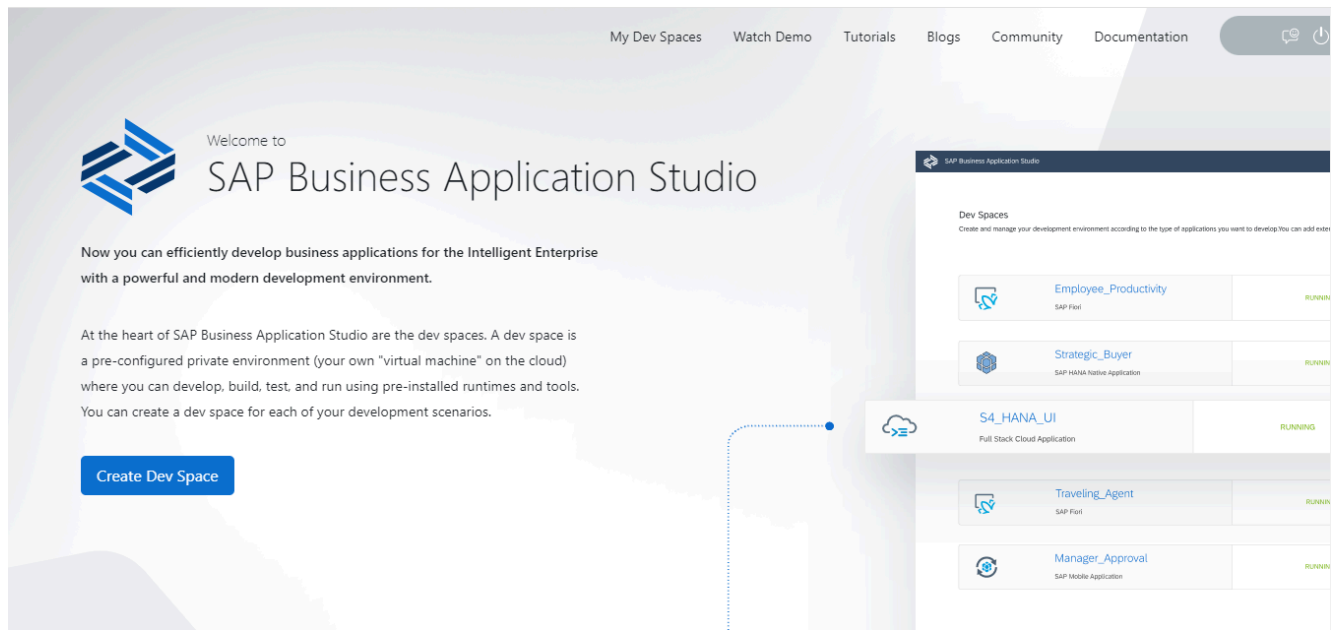 My Dev Spaces Watch Demo Tutorials Blogs Community Documentation
Welcome to
SAP Business Application Studio
Now you can efficiently develop business applications for the Intelligent Enterprise
with a powerful and modern development environment.
At the heart of SAP Business Application Studio are the dev spaces. A dev space is
a pre-configured private environment (your own "virtual machine" on the cloud)
where you can develop, build, test, and run using pre-installed runtimes and tools.
You can create a dev space for each of your development scenarios.
Create Dev Space
SAP Business Application Studio
Dev Spaces
Create and manage your development environment according to the type of applications you want to develop.You can add exter
Employee_Productivity
SAP Fiori
RUNNIN
Strategic_Buyer
SAP HANA Native Application
RUNNIN
S4_HANA_UI
Full Stack Cloud Application
RUNNING
Traveling_Agent
SAP Fiori
RUNNIN
Manager_Approval
SAP Mobile Application
RUNNIN